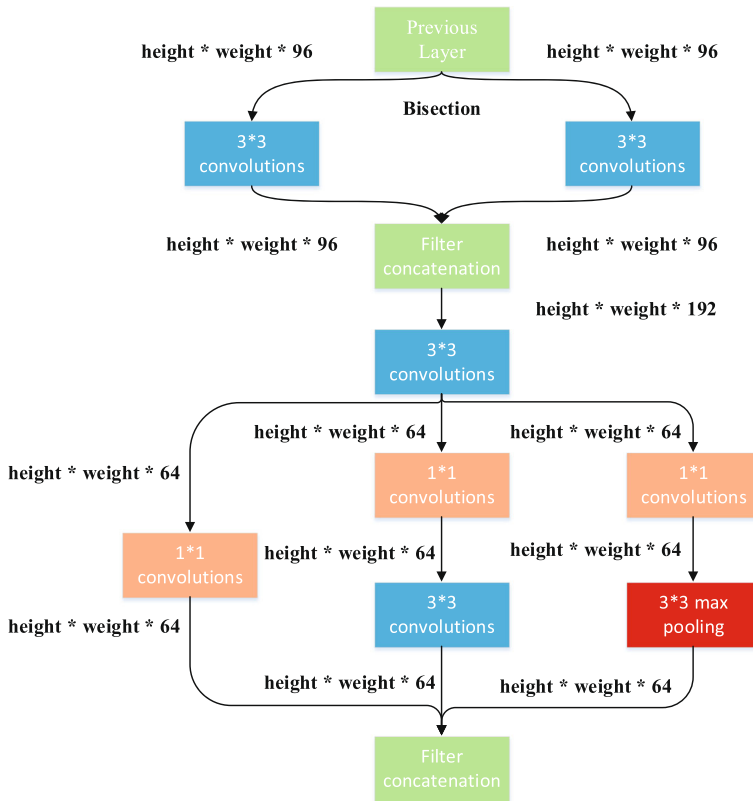 Previous
Layer
height * weight * 96
height * weight * 96
Bisection
3*3
convolutions
3*3
convolutions
height * weight * 96
Filter
concatenation
height * weight * 96
height * weight * 192
3*3
convolutions
height * weight * 64
height * weight * 64
height * weight * 64
1*1
convolutions
1*1
convolutions
1*1
convolutions
height * weight * 64
height * weight * 64
height * weight * 64
3*3
convolutions
3*3 max
pooling
height * weight * 64
height * weight * 64
Filter
concatenation